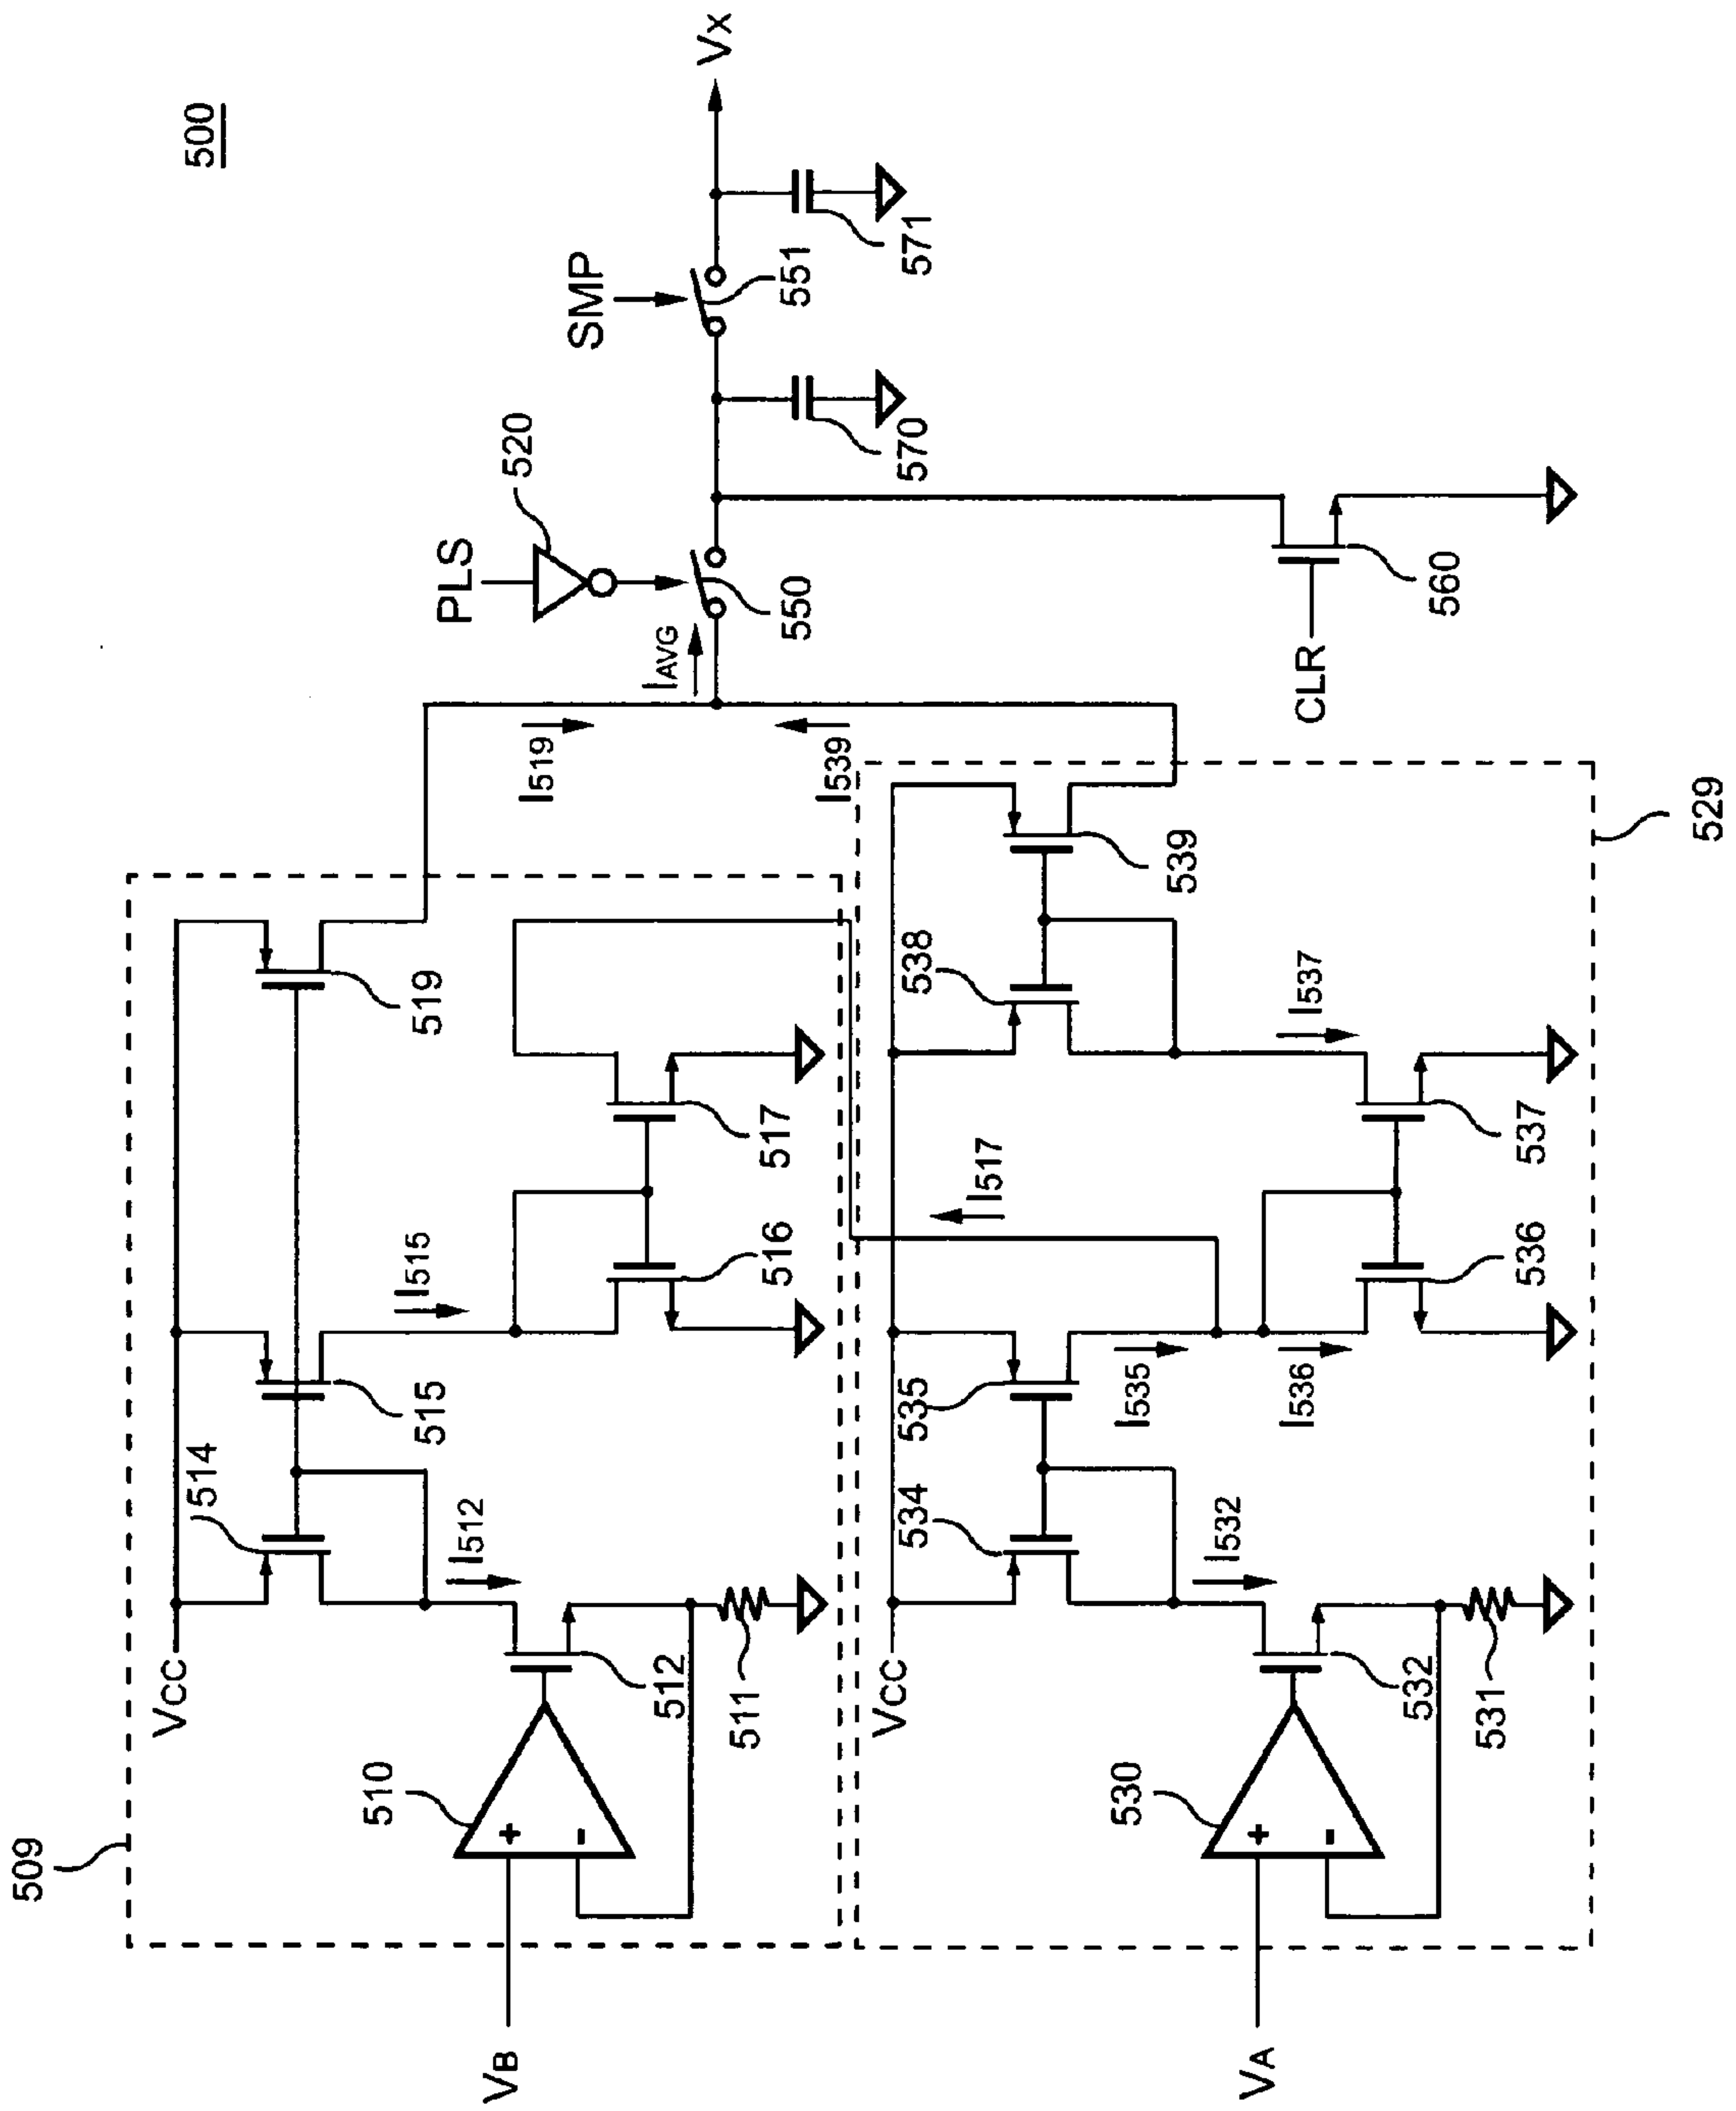 500
509
VCC
514
515
519
I512
I515
I519
VB
510
+
-
512
511
516
517
PLS
520
IAVG
550
SMP
551
570
571
VX
I539
CLR
560
529
VCC
534
535
538
539
I517
I532
I535
I536
I537
VA
530
+
-
532
531
536
537